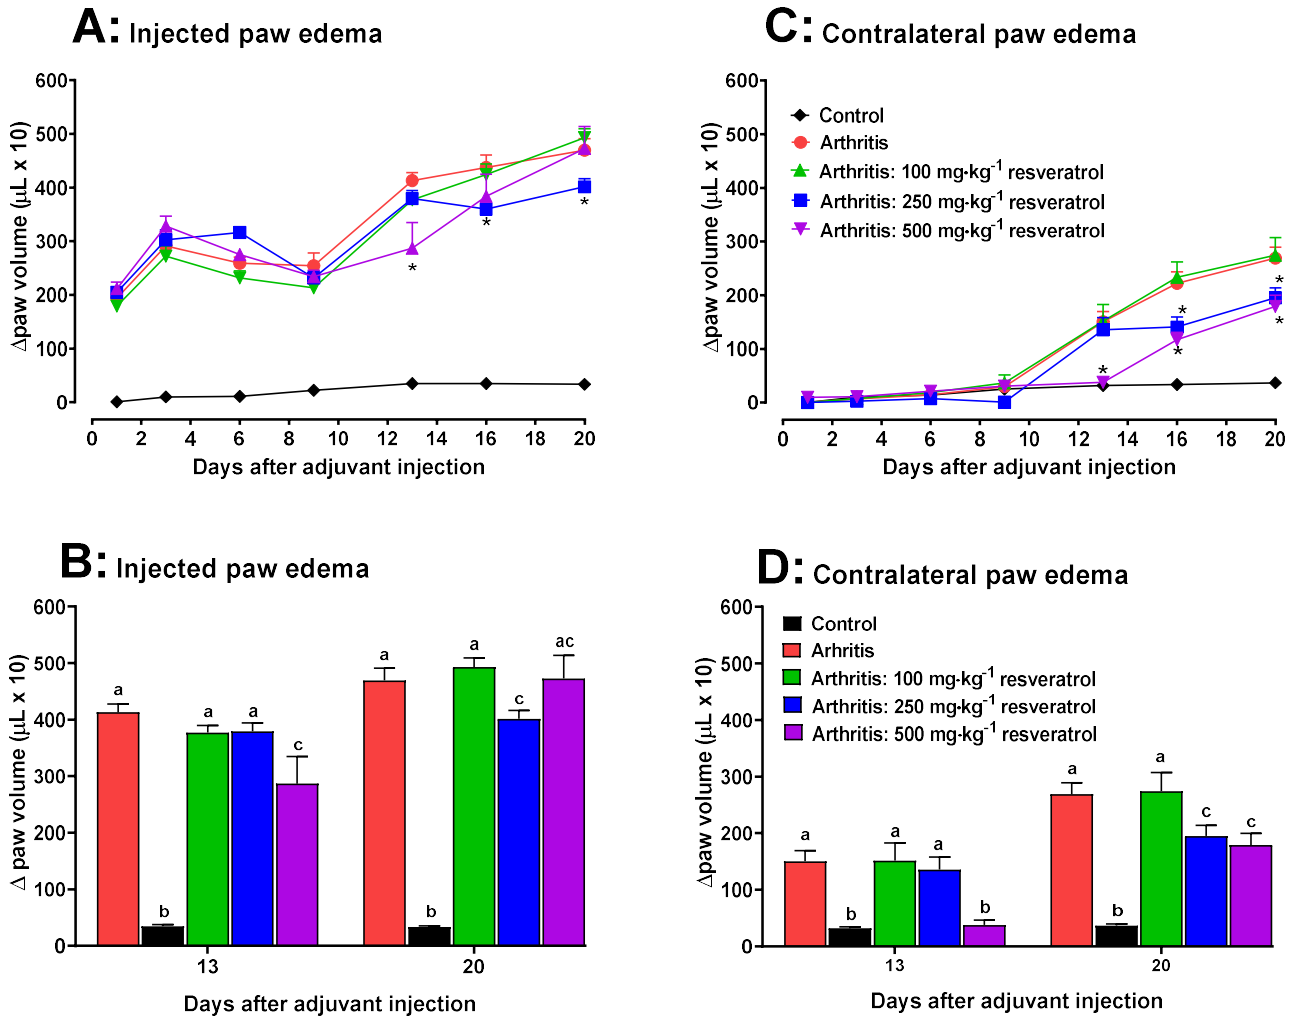 A: Injected paw edema
600
500
400
300
200
100
0
Δpaw volume (μL x 10)
*
*
*
0 2 4 6 8 10 12 14 16 18 20
Days after adjuvant injection
C: Contralateral paw edema
600
500
400
300
200
100
0
Δpaw volume (μL x 10)
Control
Arthritis
Arthritis: 100 mg·kg⁻¹ resveratrol
Arthritis: 250 mg·kg⁻¹ resveratrol
Arthritis: 500 mg·kg⁻¹ resveratrol
*
*
*
*
*
0 2 4 6 8 10 12 14 16 18 20
Days after adjuvant injection
B: Injected paw edema
600
500
400
300
200
100
0
Δ paw volume (μL x 10)
a b a a c a b a c ac
13 20
Days after adjuvant injection
D: Contralateral paw edema
600
500
400
300
200
100
0
Δpaw volume (μL x 10)
Control
Arhritis
Arthritis: 100 mg·kg⁻¹ resveratrol
Arthritis: 250 mg·kg⁻¹ resveratrol
Arthritis: 500 mg·kg⁻¹ resveratrol
a b a a b a b a c c
13 20
Days after adjuvant injection